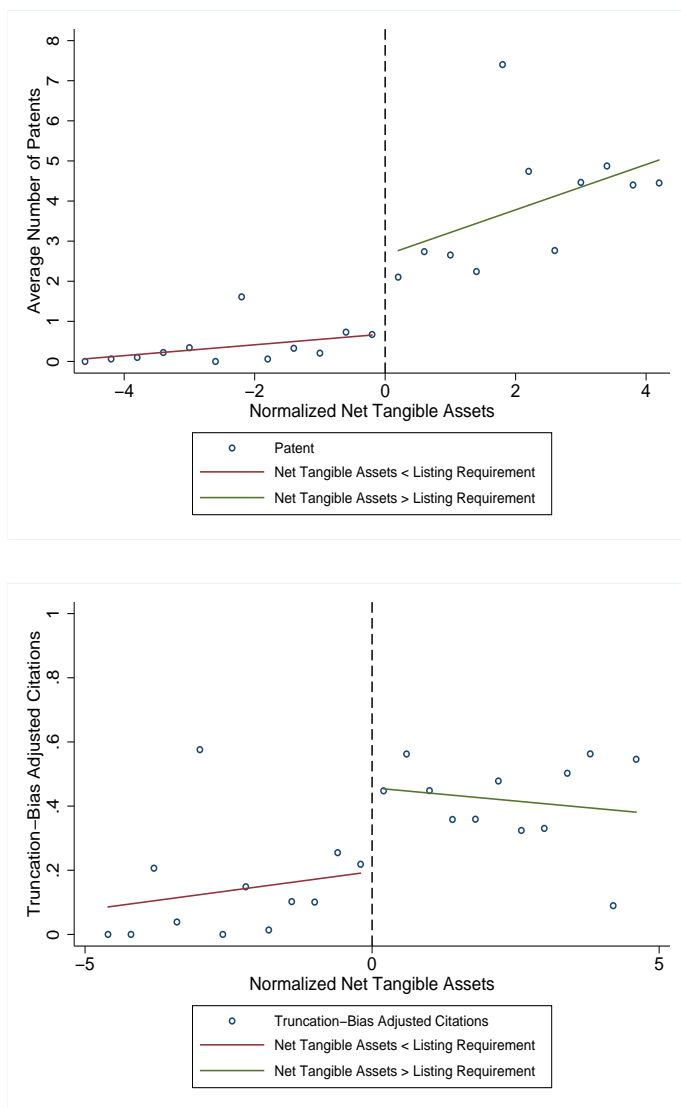 Average Number of Patents
8
7
6
5
4
3
2
1
0
−4
−2
0
2
4
Normalized Net Tangible Assets
Patent
Net Tangible Assets < Listing Requirement
Net Tangible Assets > Listing Requirement
Truncation−Bias Adjusted Citations
1
.8
.6
.4
.2
0
−5
0
5
Normalized Net Tangible Assets
Truncation−Bias Adjusted Citations
Net Tangible Assets < Listing Requirement
Net Tangible Assets > Listing Requirement